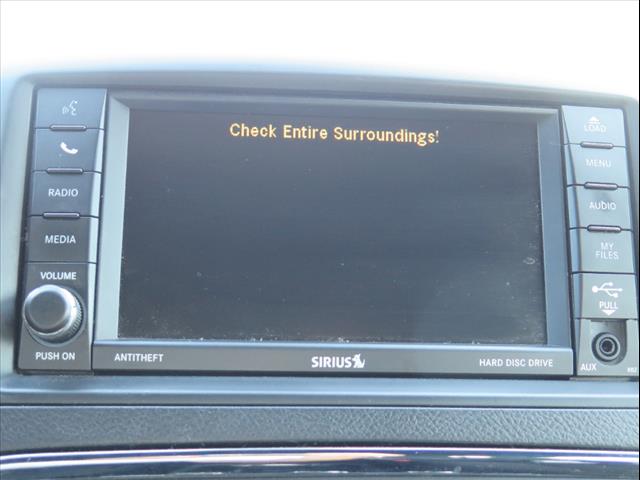 Check Entire Surroundings!
RADIO
MEDIA
VOLUME
PUSH ON
ANTITHEFT
SIRIUS
HARD DISC DRIVE
LOAD
MENU
AUDIO
MY
FILES
PULL
AUX